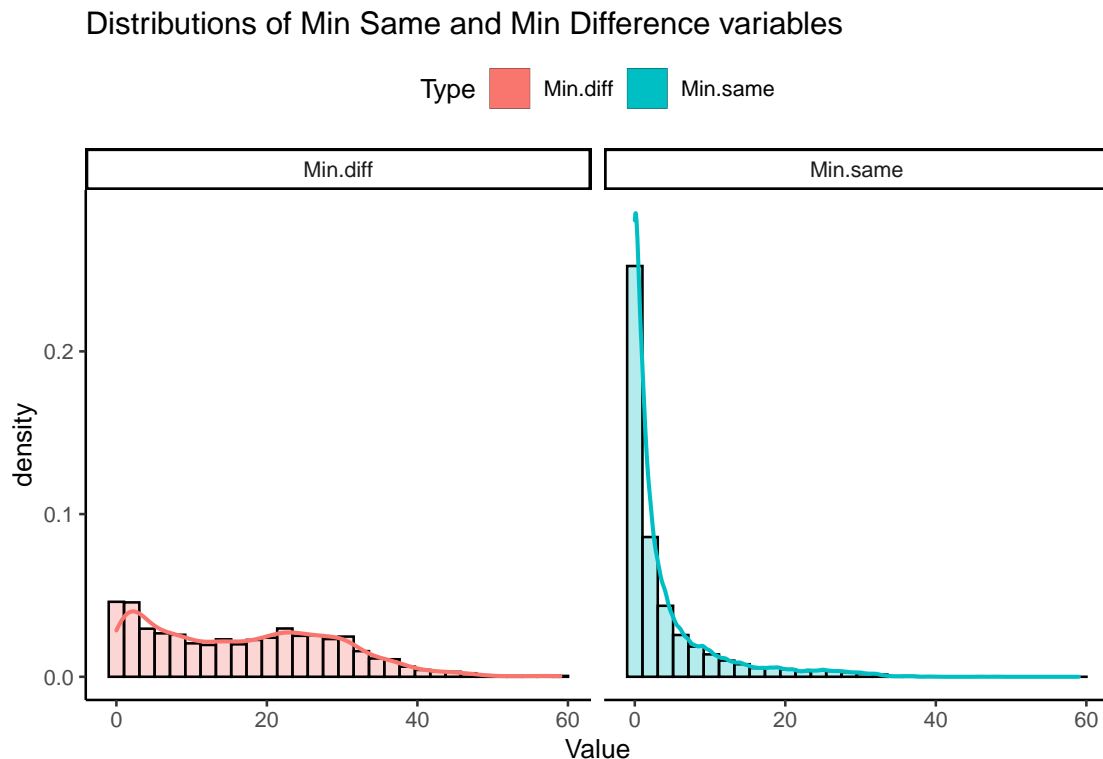 Distributions of Min Same and Min Difference variables
Type Min.diff Min.same
Min.diff Min.same
density
0.2
0.1
0.0
0 20 40 60 0 20 40 60
Value